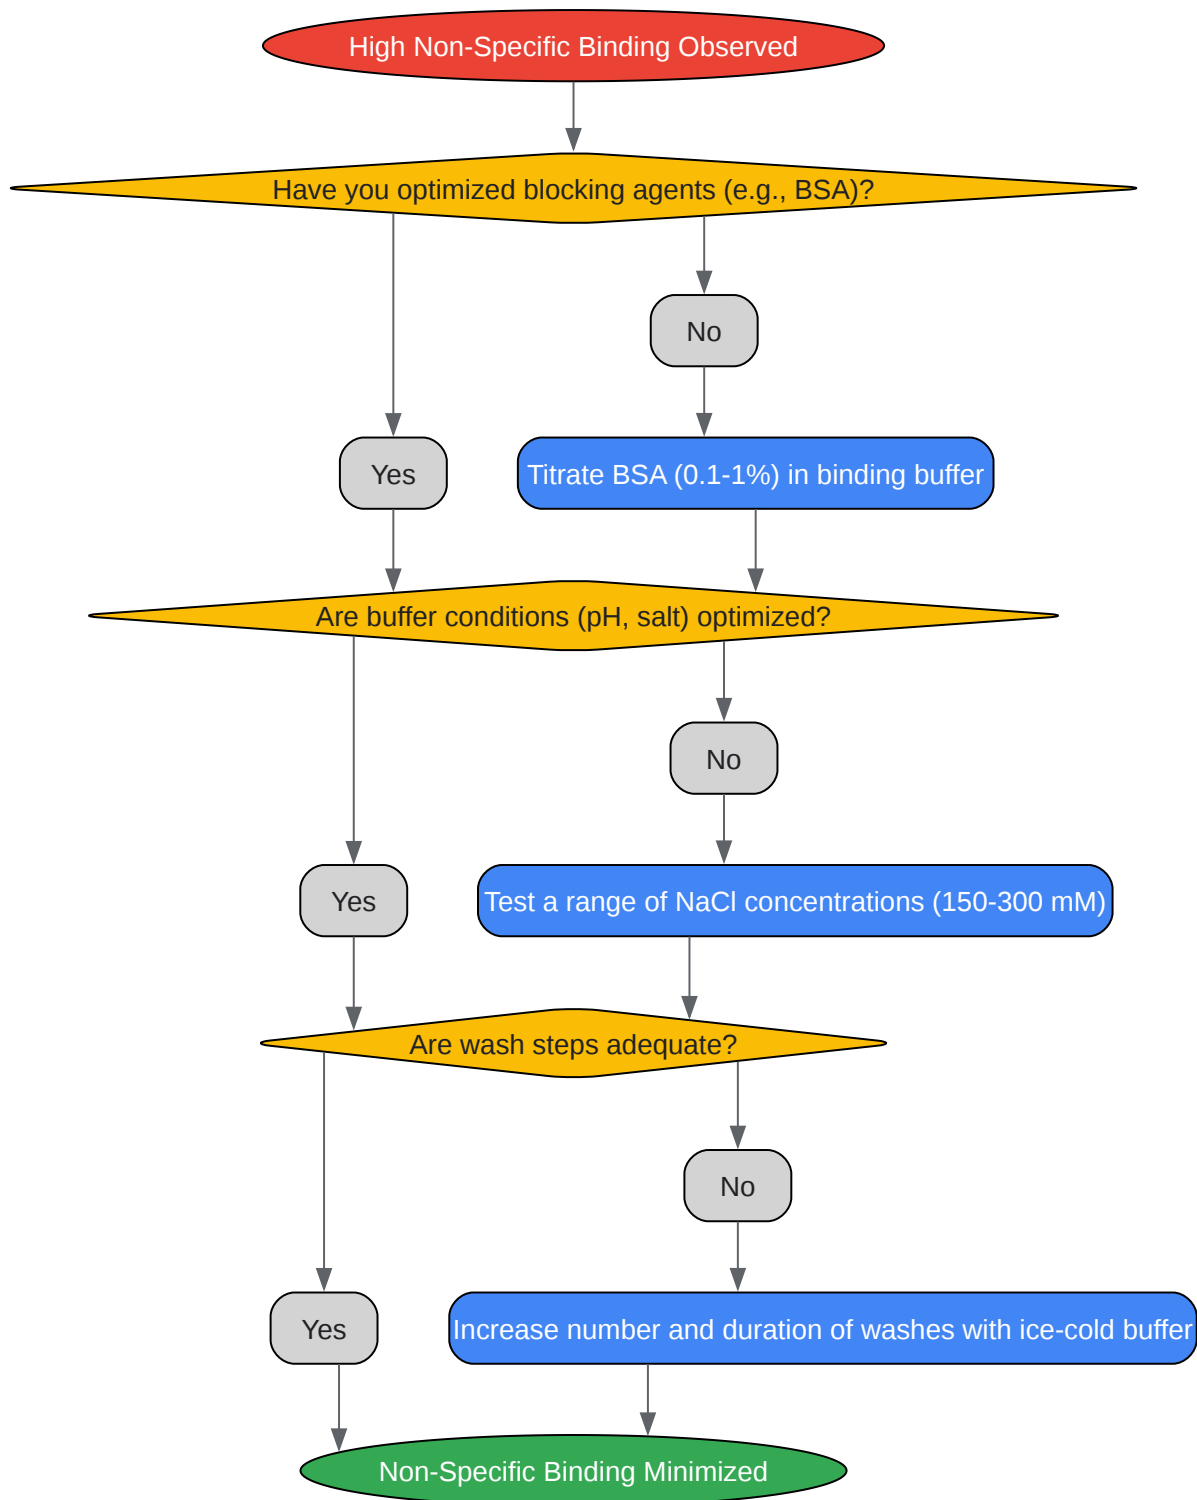 High Non-Specific Binding Observed
Have you optimized blocking agents (e.g., BSA)?
No
Yes
Titrate BSA (0.1-1%) in binding buffer
Are buffer conditions (pH, salt) optimized?
No
Yes
Test a range of NaCl concentrations (150-300 mM)
Are wash steps adequate?
No
Yes
Increase number and duration of washes with ice-cold buffer
Non-Specific Binding Minimized